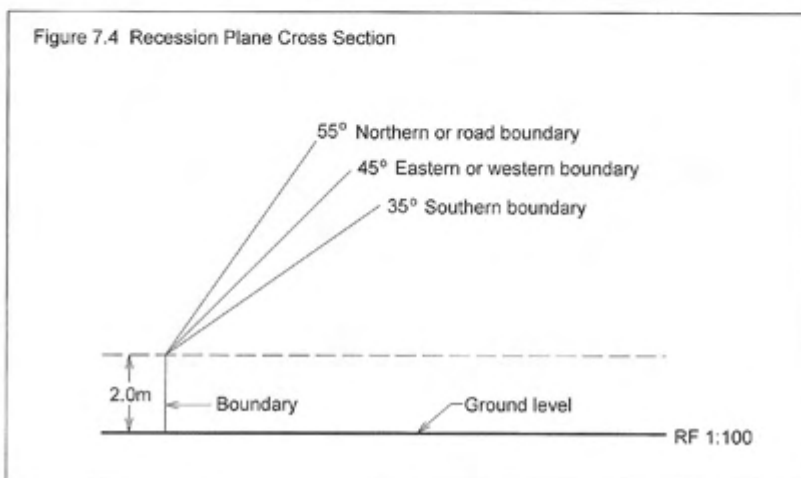 Figure 7.4 Recession Plane Cross Section
55° Northern or road boundary
45° Eastern or western boundary
35° Southern boundary
2.0m
Boundary
Ground level
RF 1:100